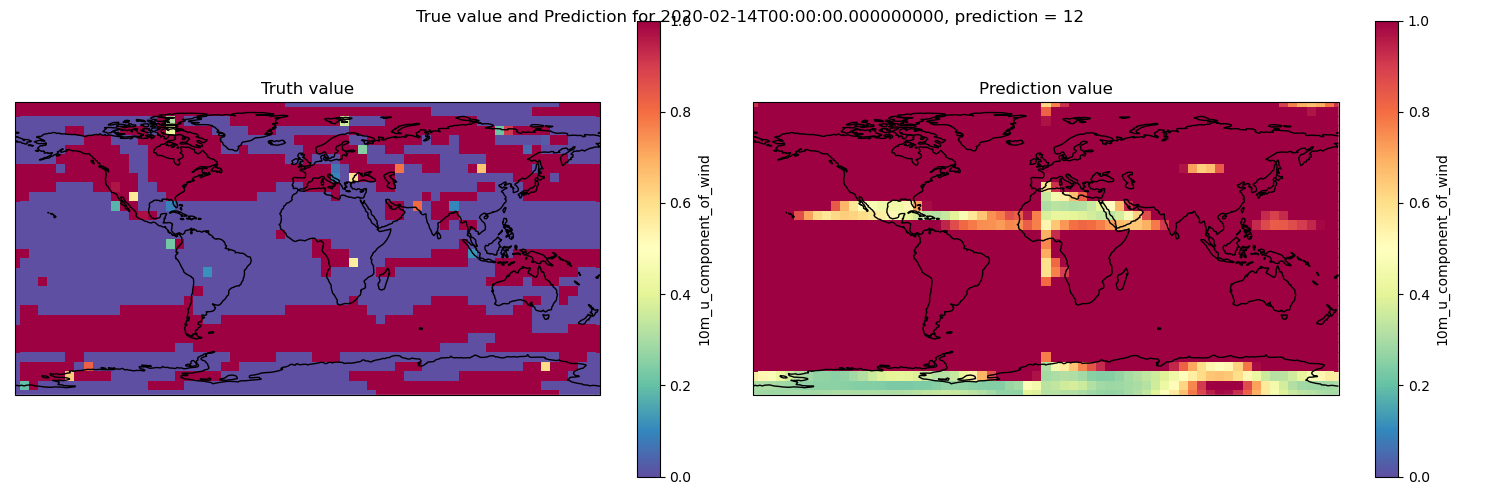 True value and Prediction for 2020-02-14T00:00:00.000000000, prediction = 12
Truth value
1.0
0.8
0.6
0.4
0.2
0.0
10m_u_component_of_wind
Prediction value
1.0
0.8
0.6
0.4
0.2
0.0
10m_u_component_of_wind